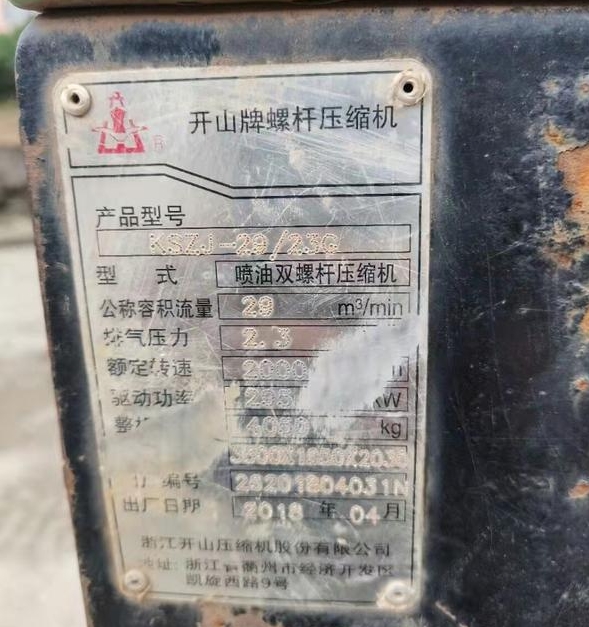 开山牌螺杆压缩机
产品型号
KSZJ-29/23G
型 式 喷油双螺杆压缩机
公称容积流量 29 m³/min
排气压力 2.3
额定转速 2000
驱动功率 kW
kg
编号 28201804031N
出厂日期 2018 年 04 月
浙江开山压缩机股份有限公司
地址: 浙江省衢州市经济开发区
凯旋西路9号